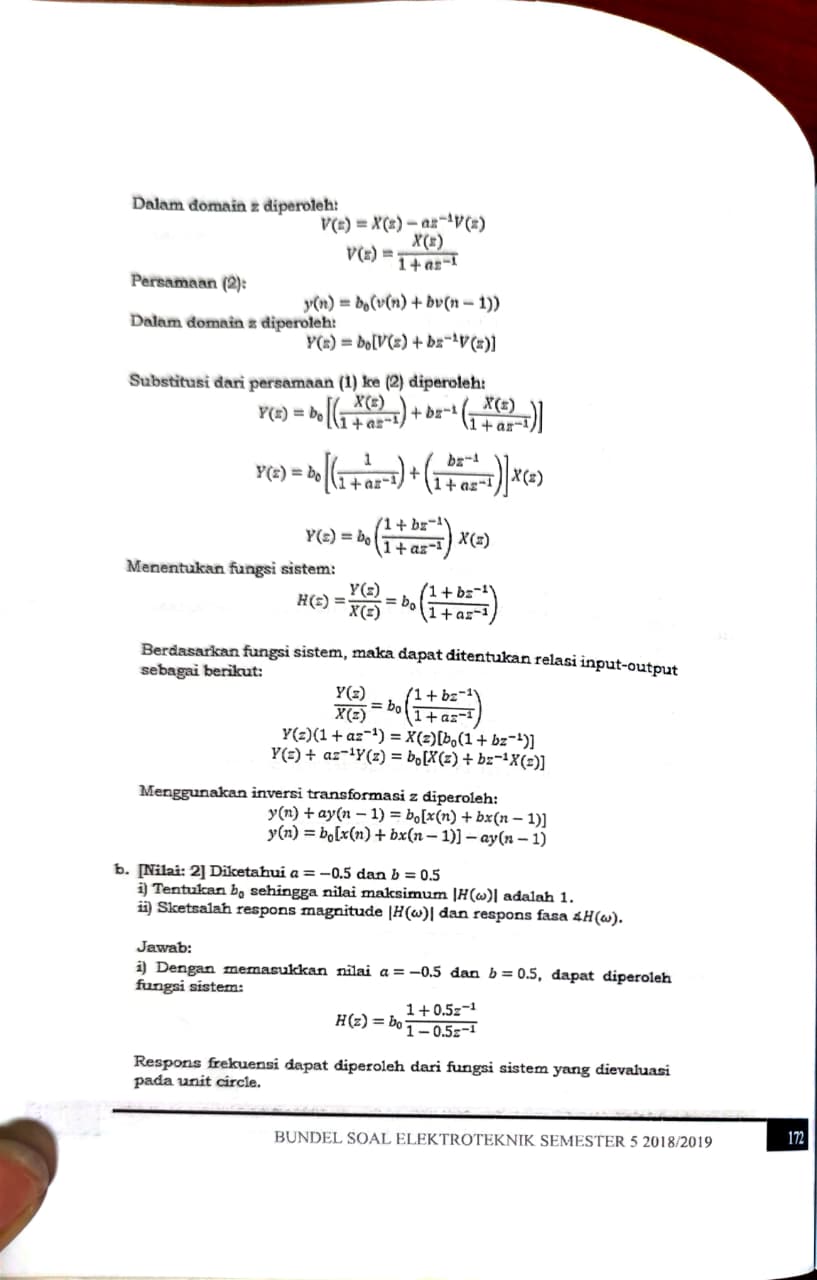 Dalam domain z diperoleh:
V(z) = X(z) − az⁻¹V(z)
V(z) = X(z) / (1 + az⁻¹)
Persamaan (2):
y(n) = b₀(v(n) + bv(n − 1))
Dalam domain z diperoleh:
Y(z) = b₀[V(z) + bz⁻¹V(z)]
Substitusi dari persamaan (1) ke (2) diperoleh:
Y(z) = b₀[(X(z) / (1 + az⁻¹)) + bz⁻¹(X(z) / (1 + az⁻¹))]
Y(z) = b₀[(1 / (1 + az⁻¹)) + (bz⁻¹ / (1 + az⁻¹))]X(z)
Y(z) = b₀((1 + bz⁻¹) / (1 + az⁻¹)) X(z)
Menentukan fungsi sistem:
H(z) = Y(z) / X(z) = b₀((1 + bz⁻¹) / (1 + az⁻¹))
Berdasarkan fungsi sistem, maka dapat ditentukan relasi input-output
sebagai berikut:
Y(z) / X(z) = b₀((1 + bz⁻¹) / (1 + az⁻¹))
Y(z)(1 + az⁻¹) = X(z)[b₀(1 + bz⁻¹)]
Y(z) + az⁻¹Y(z) = b₀[X(z) + bz⁻¹X(z)]
Menggunakan inversi transformasi z diperoleh:
y(n) + ay(n − 1) = b₀[x(n) + bx(n − 1)]
y(n) = b₀[x(n) + bx(n − 1)] − ay(n − 1)
b. [Nilai: 2] Diketahui a = −0.5 dan b = 0.5
i) Tentukan b₀ sehingga nilai maksimum |H(ω)| adalah 1.
ii) Sketsalah respons magnitude |H(ω)| dan respons fasa ∡H(ω).
Jawab:
i) Dengan memasukkan nilai a = −0.5 dan b = 0.5, dapat diperoleh
fungsi sistem:
H(z) = b₀ (1 + 0.5z⁻¹) / (1 − 0.5z⁻¹)
Respons frekuensi dapat diperoleh dari fungsi sistem yang dievaluasi
pada unit circle.
BUNDEL SOAL ELEKTROTEKNIK SEMESTER 5 2018/2019
172